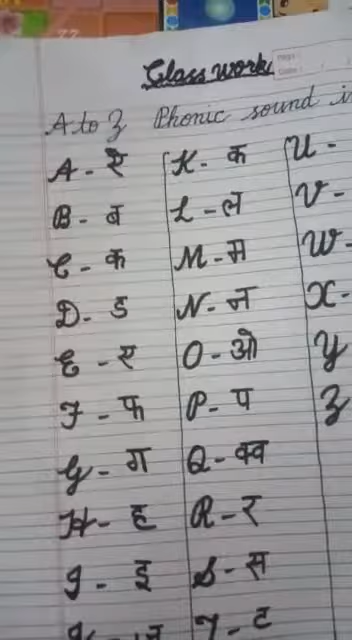 Class work
A to Z Phonic sound
A - ऐ
B - ब
C - क
D - ड
E - ए
F - फ
G - ग
H - ह
I - इ
K - क
L - ल
M - म
N - न
O - ओ
P - प
Q - क्व
R - र
S - स
T - ट
U -
V -
W -
X -
Y
Z